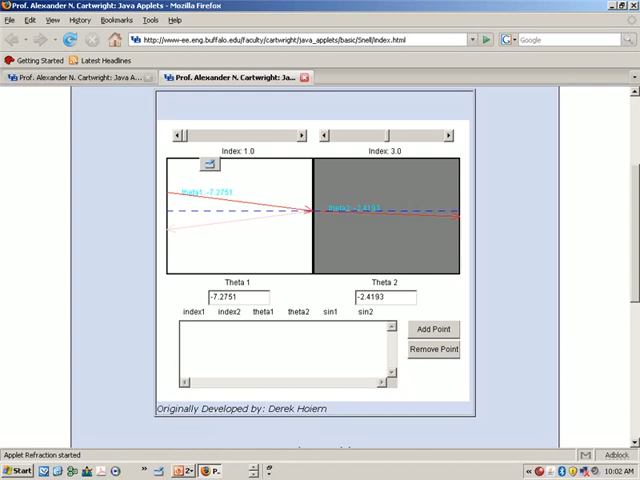 Prof. Alexander N. Cartwright: Java Applets - Mozilla Firefox
File Edit View History Bookmarks Tools Help
http://www-ee.eng.buffalo.edu/faculty/cartwright/java_applets/basic/Snell/index.html
Google
Getting Started Latest Headlines
Prof. Alexander N. Cartwright: Java A...
Prof. Alexander N. Cartwright: Ja...
Index: 1.0 Index: 3.0
theta1:-7.2751
theta2:-2.4193
Theta 1 Theta 2
-7.2751 -2.4193
index1 index2 theta1 theta2 sin1 sin2
Add Point
Remove Point
Originally Developed by: Derek Hoiem
Applet Refraction started Adblock
Start 2 P... 10:02 AM